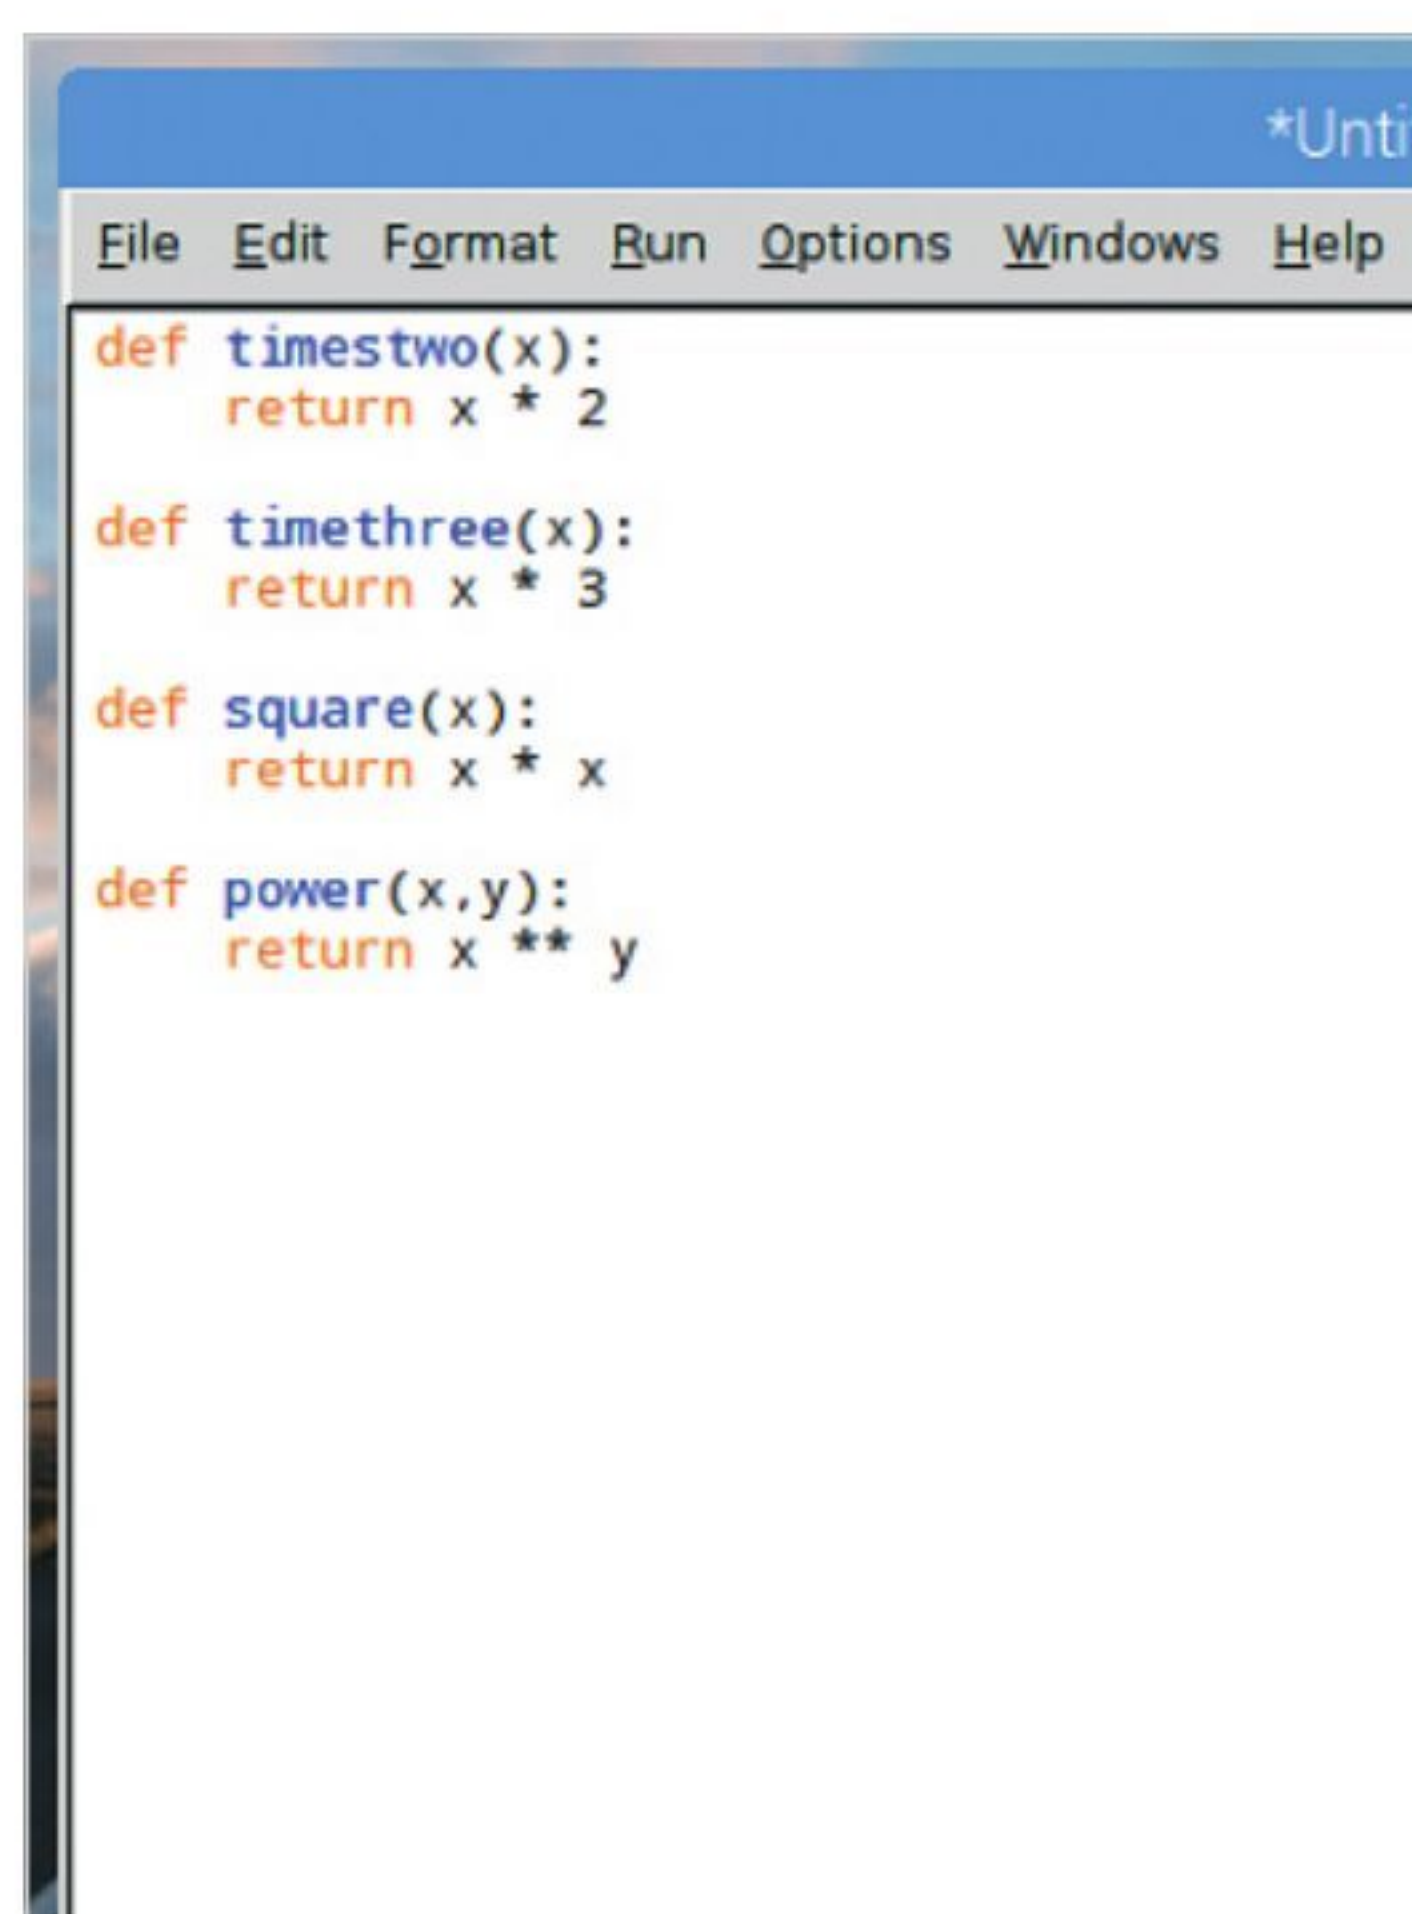 *Unti
File Edit Format Run Options Windows Help
def timestwo(x):
    return x * 2
def timethree(x):
    return x * 3
def square(x):
    return x * x
def power(x,y):
    return x ** y